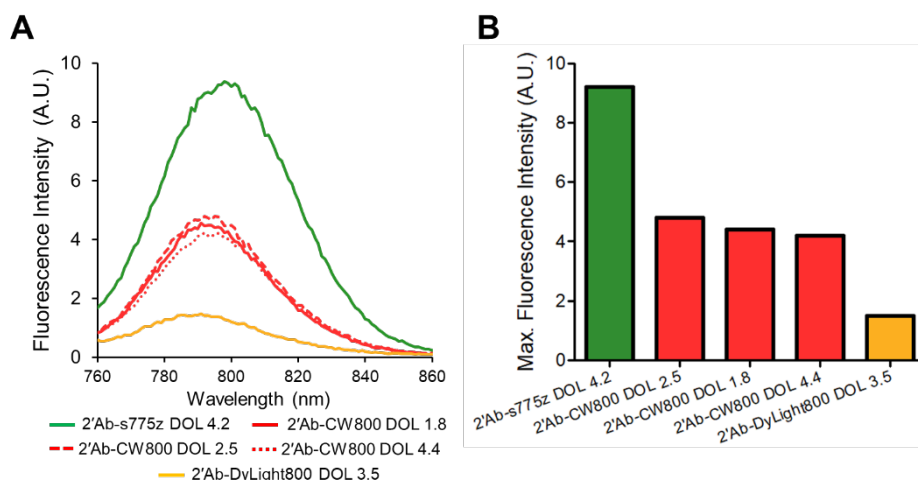 A
Fluorescence Intensity (A.U.)
10
8
6
4
2
0
760 780 800 820 840 860
Wavelength (nm)
2'Ab-s775z DOL 4.2 2'Ab-CW800 DOL 1.8
2'Ab-CW800 DOL 2.5 2'Ab-CW800 DOL 4.4
2'Ab-DyLight800 DOL 3.5
B
Max. Fluorescence Intensity (A.U.)
10
8
6
4
2
0
2'Ab-s775z DOL 4.2
2'Ab-CW800 DOL 2.5
2'Ab-CW800 DOL 1.8
2'Ab-CW800 DOL 4.4
2'Ab-DyLight800 DOL 3.5